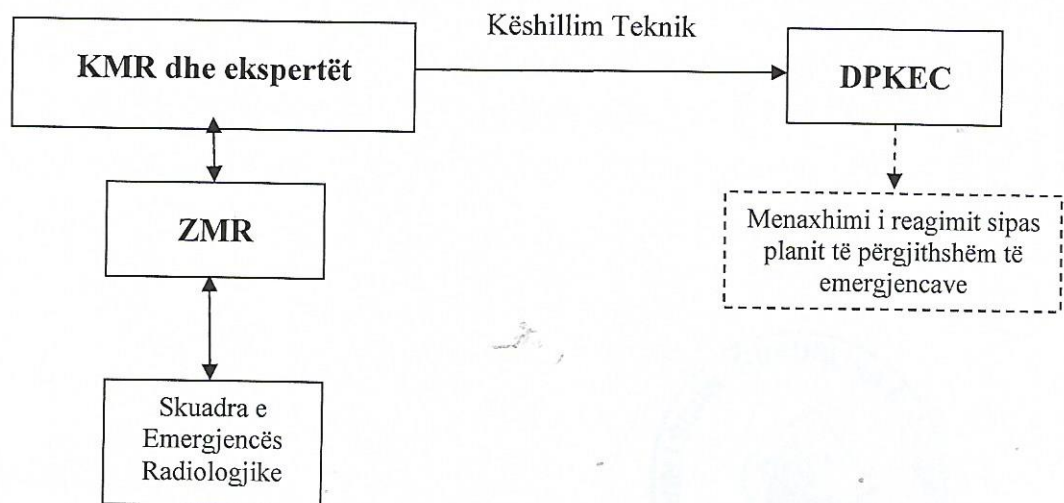 Këshillim Teknik
KMR dhe ekspertët
DPKEC
ZMR
Menaxhimi i reagimit sipas
planit të përgjithshëm të
emergjencave
Skuadra e
Emergjencës
Radiologjike